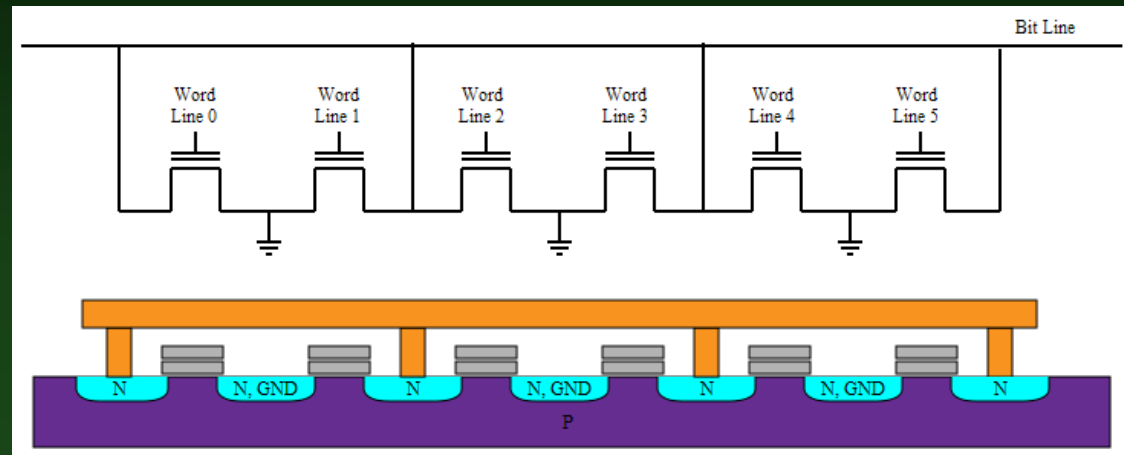 Bit Line
Word
Line 0
Word
Line 1
Word
Line 2
Word
Line 3
Word
Line 4
Word
Line 5
N
N, GND
N
N, GND
N
N, GND
N
P